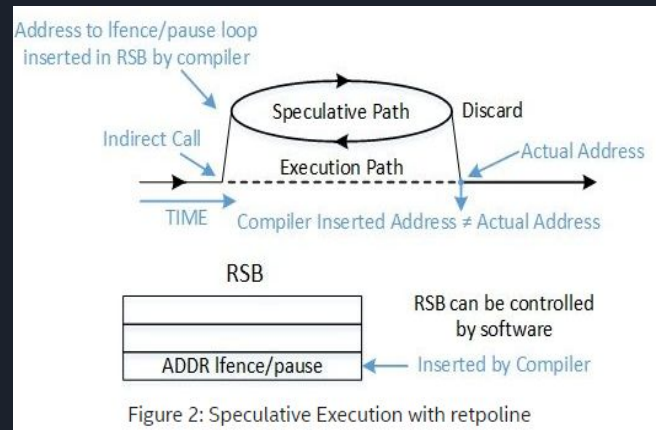 Address to lfence/pause loop
inserted in RSB by compiler
Speculative Path
Discard
Indirect Call
Execution Path
Actual Address
TIME
Compiler Inserted Address ≠ Actual Address
RSB
RSB can be controlled
by software
ADDR lfence/pause
Inserted by Compiler
Figure 2: Speculative Execution with retpoline